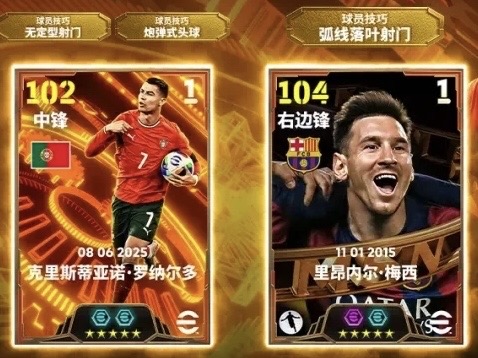 球员技巧
无定型射门
球员技巧
炮弹式头球
球员技巧
弧线落叶射门
102
1
中锋
7
7
08 06 2025
克里斯蒂亚诺·罗纳尔多
104
1
右边锋
FCB
11 01 2015
里昂内尔·梅西
QATAR